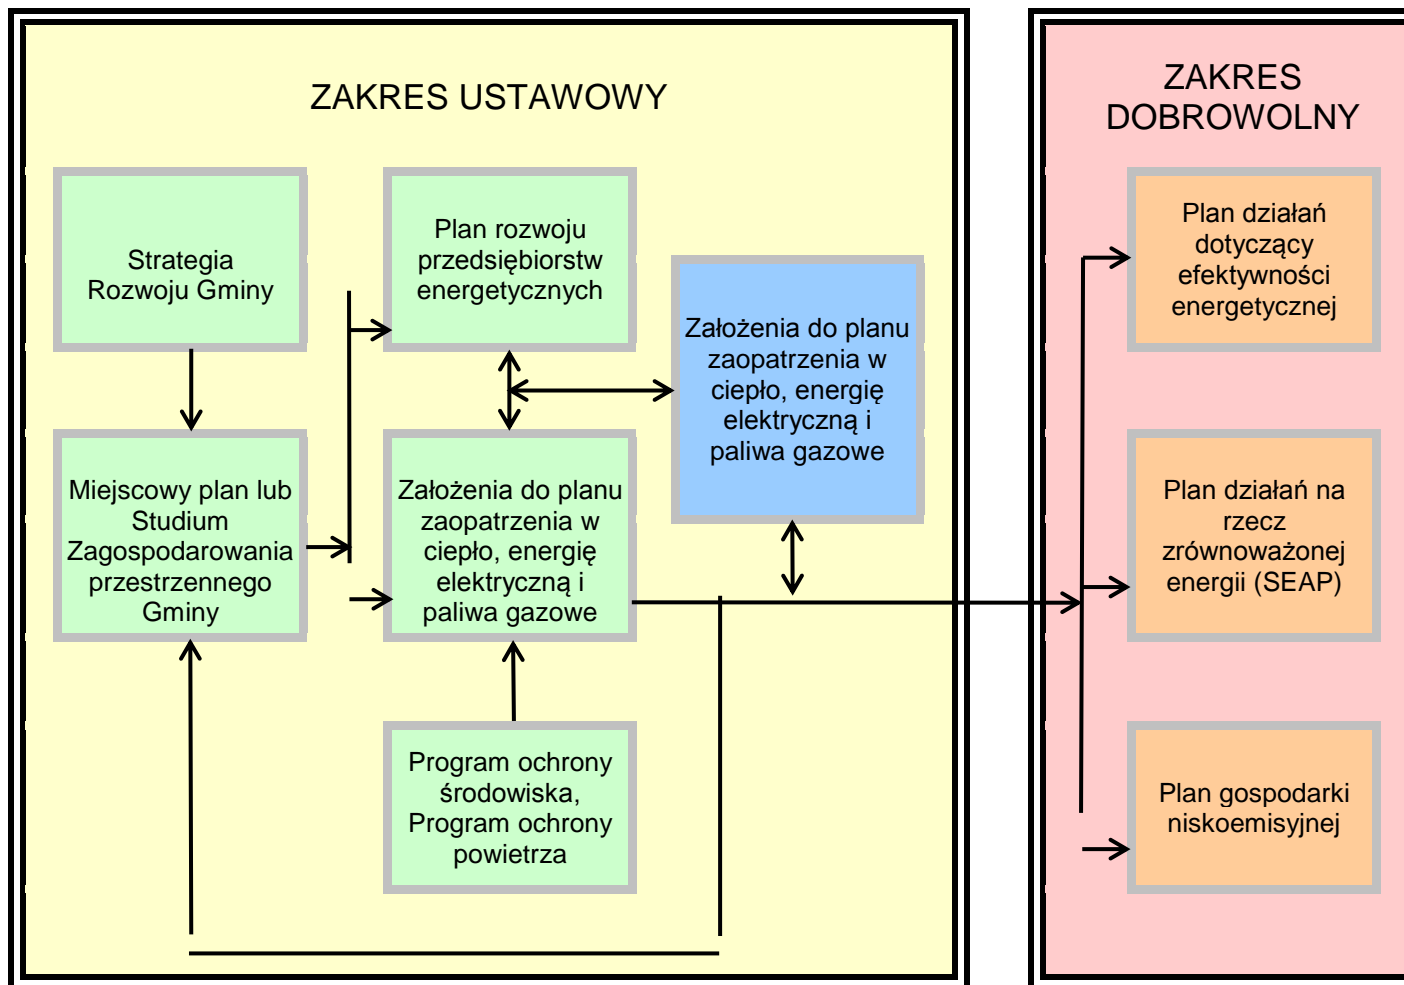 ZAKRES USTAWOWY
Strategia
Rozwoju Gminy
Plan rozwoju
przedsiębiorstw
energetycznych
Założenia do planu
zaopatrzenia w
ciepło, energię
elektryczną i
paliwa gazowe
Miejscowy plan lub
Studium
Zagospodarowania
przestrzennego
Gminy
Założenia do planu
zaopatrzenia w
ciepło, energię
elektryczną i
paliwa gazowe
Program ochrony
środowiska,
Program ochrony
powietrza
ZAKRES
DOBROWOLNY
Plan działań
dotyczący
efektywności
energetycznej
Plan działań na
rzecz
zrównoważonej
energii (SEAP)
Plan gospodarki
niskoemisyjnej